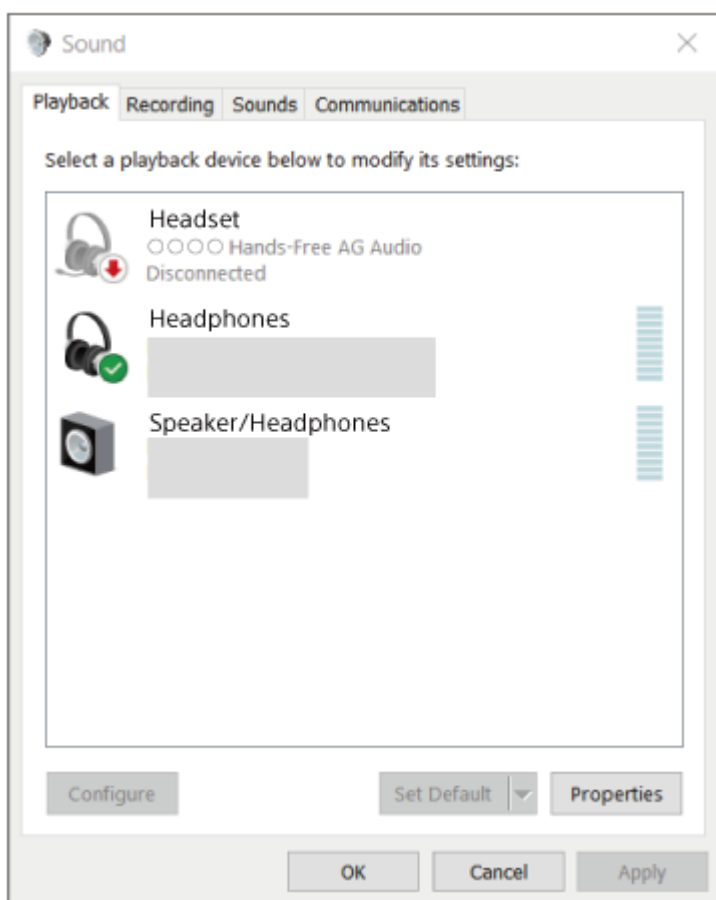 Sound
Playback Recording Sounds Communications
Select a playback device below to modify its settings:
Headset
○○○○ Hands-Free AG Audio
Disconnected
Headphones
Speaker/Headphones
Configure Set Default Properties
OK Cancel Apply